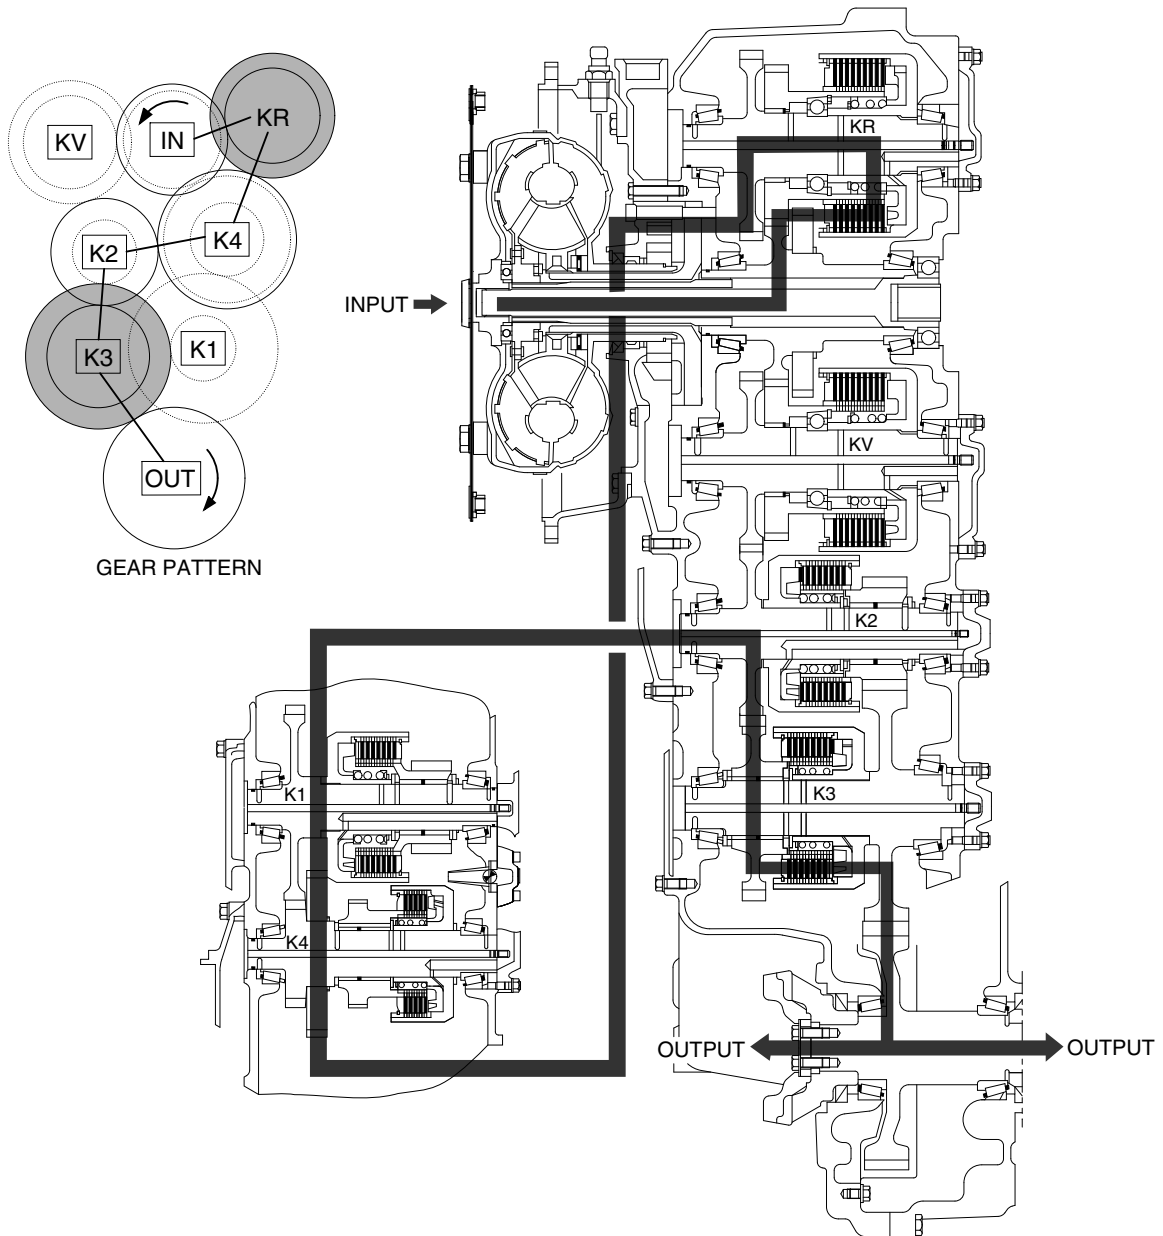 KV
IN
KR
K2
K4
K3
K1
OUT
GEAR PATTERN
INPUT
KR
KV
K2
K3
K1
K4
OUTPUT
OUTPUT